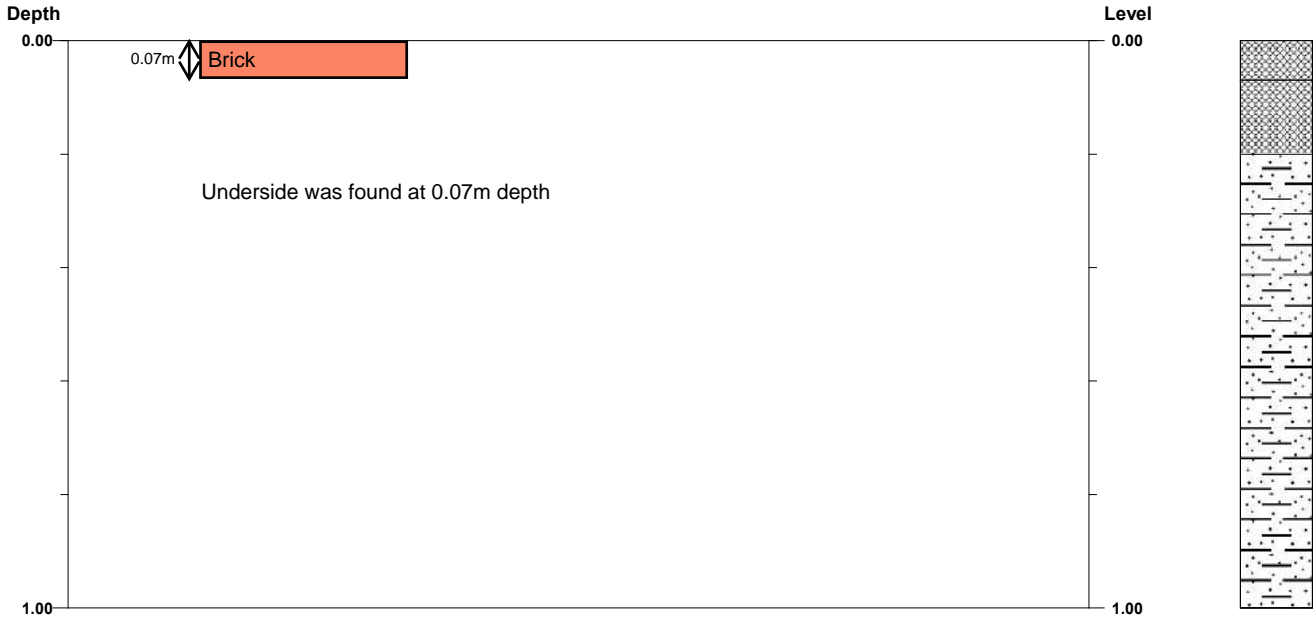 Depth
Level
0.00
0.00
0.07m
Brick
Underside was found at 0.07m depth
1.00
1.00